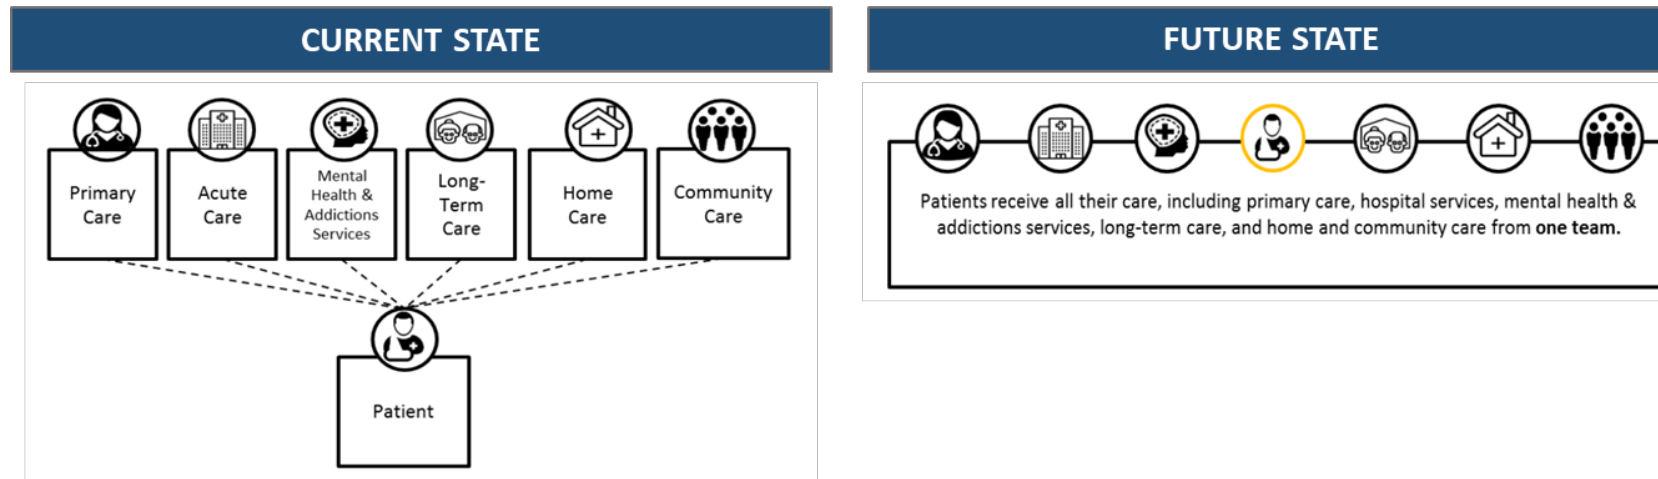 CURRENT STATE
Primary
Care
Acute
Care
Mental
Health &
Addictions
Services
Long-
Term
Care
Home
Care
Community
Care
Patient
FUTURE STATE
Patients receive all their care, including primary care, hospital services, mental health &
addictions services, long-term care, and home and community care from one team.